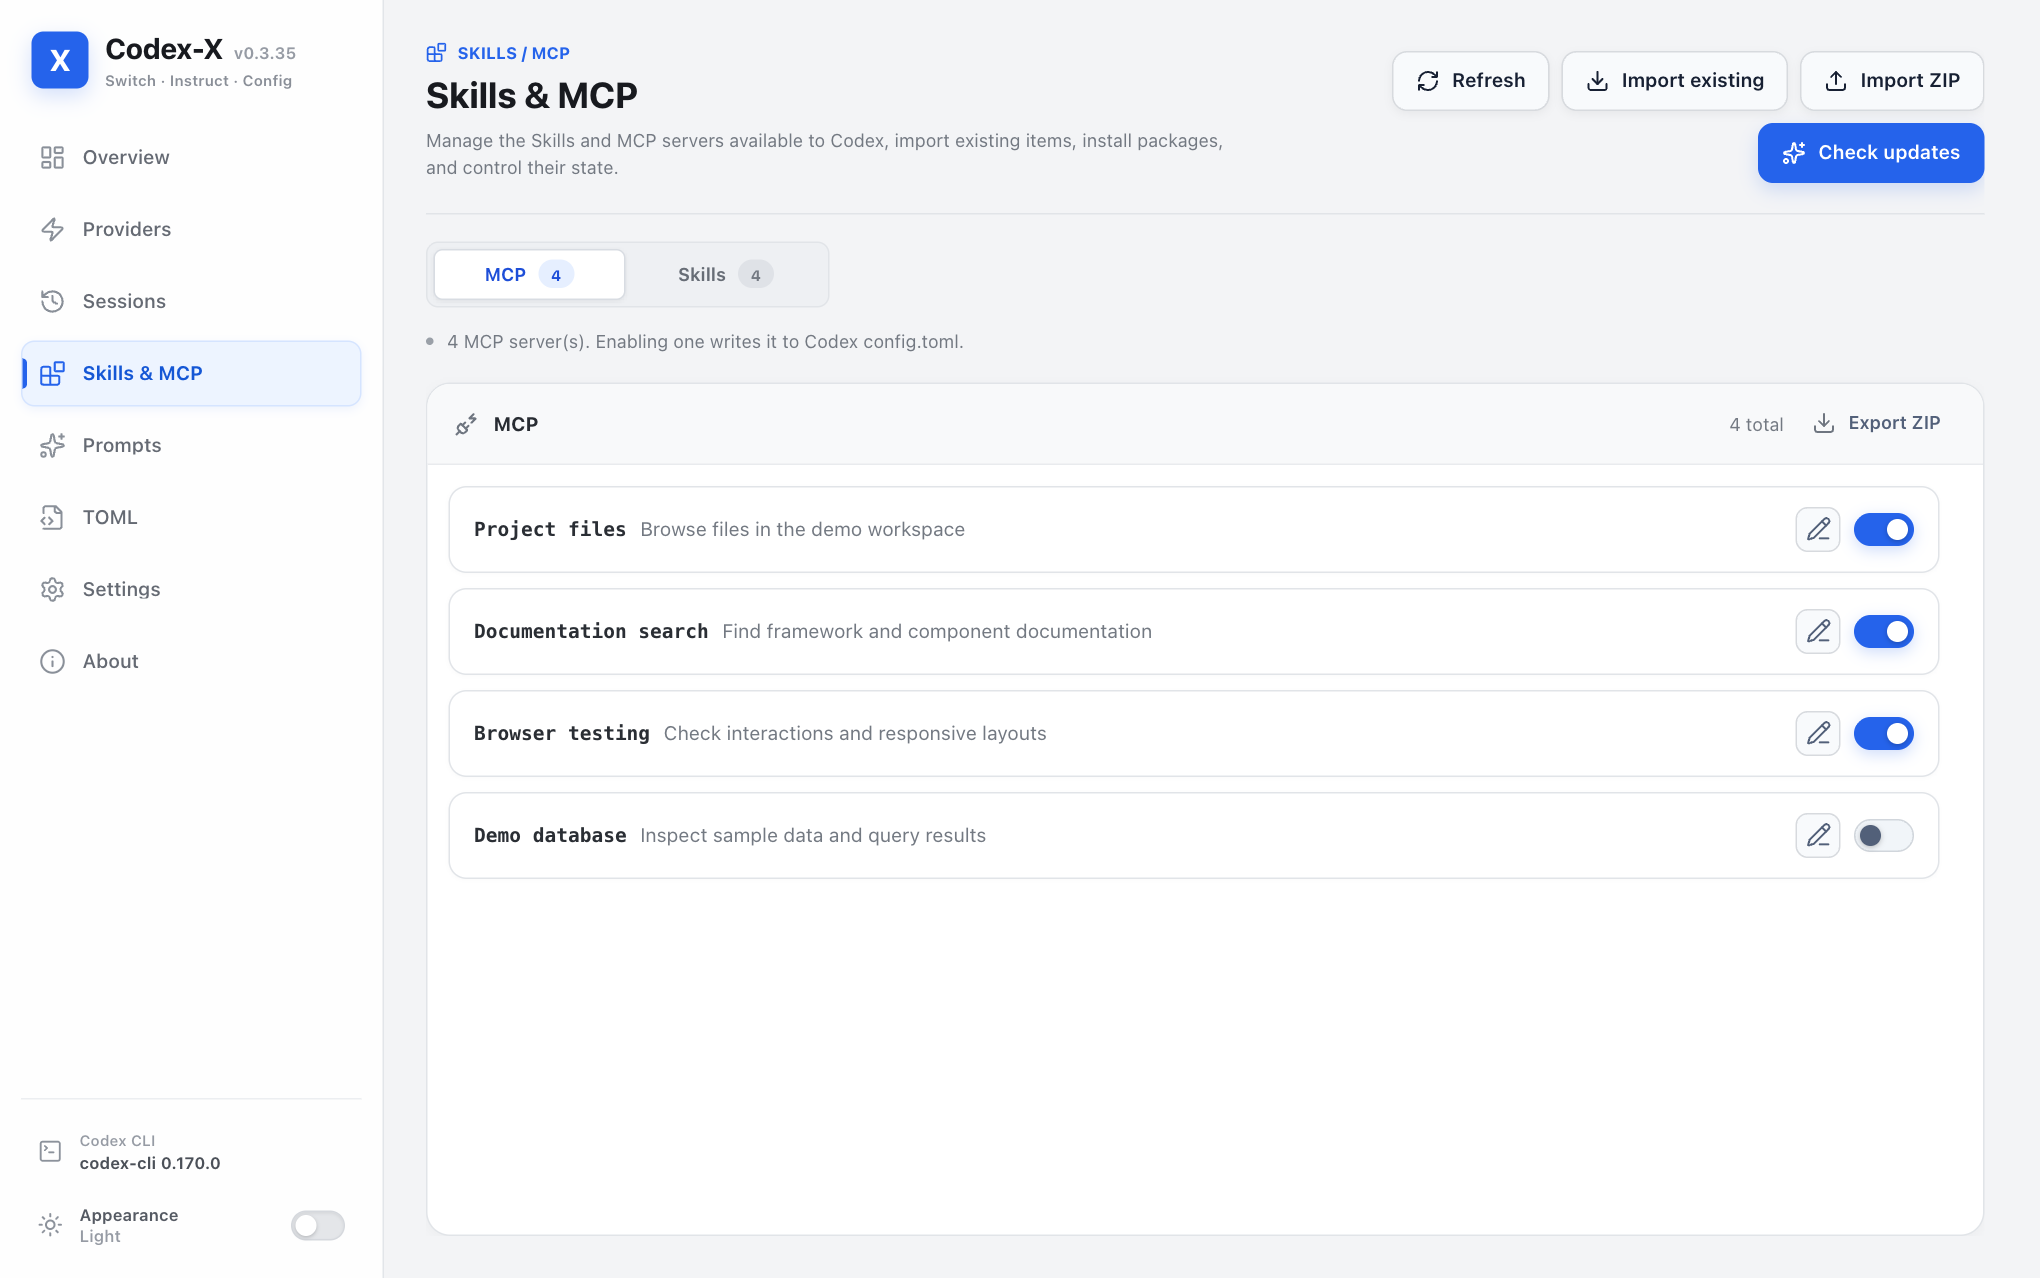 X
Codex-X v0.3.35
Switch · Instruct · Config
Overview
Providers
Sessions
Skills & MCP
Prompts
TOML
Settings
About
Codex CLI
codex-cli 0.170.0
Appearance
Light
SKILLS / MCP
Skills & MCP
Manage the Skills and MCP servers available to Codex, import existing items, install packages,
and control their state.
Refresh
Import existing
Import ZIP
Check updates
MCP 4
Skills 4
4 MCP server(s). Enabling one writes it to Codex config.toml.
MCP
4 total
Export ZIP
Project files Browse files in the demo workspace
Documentation search Find framework and component documentation
Browser testing Check interactions and responsive layouts
Demo database Inspect sample data and query results